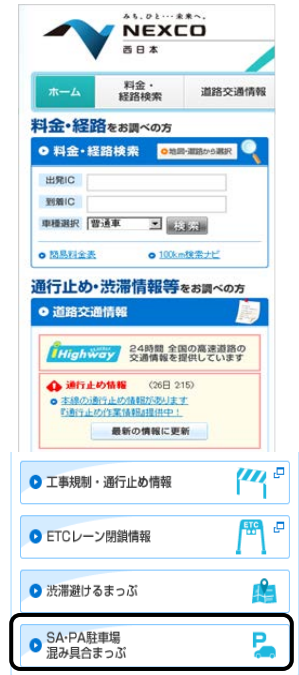 みち、ひと…未来へ。
NEXCO
西日本
ホーム
料金・
経路検索
道路交通情報
料金・経路をお調べの方
料金・経路検索
地図・道路から選択
出発IC
到着IC
車種選択 普通車 検索
簡易料金表
100km検索ナビ
通行止め・渋滞情報等をお調べの方
道路交通情報
iHighway
24時間 全国の高速道路の
交通情報を提供しています
通行止め情報 (26日 215)
本線の通行止め情報があります
『通行止め作業情報』提供中!
最新の情報に更新
工事規制・通行止め情報
ETC
ETCレーン閉鎖情報
渋滞避けるまっぷ
SA・PA駐車場
混み具合まっぷ
P